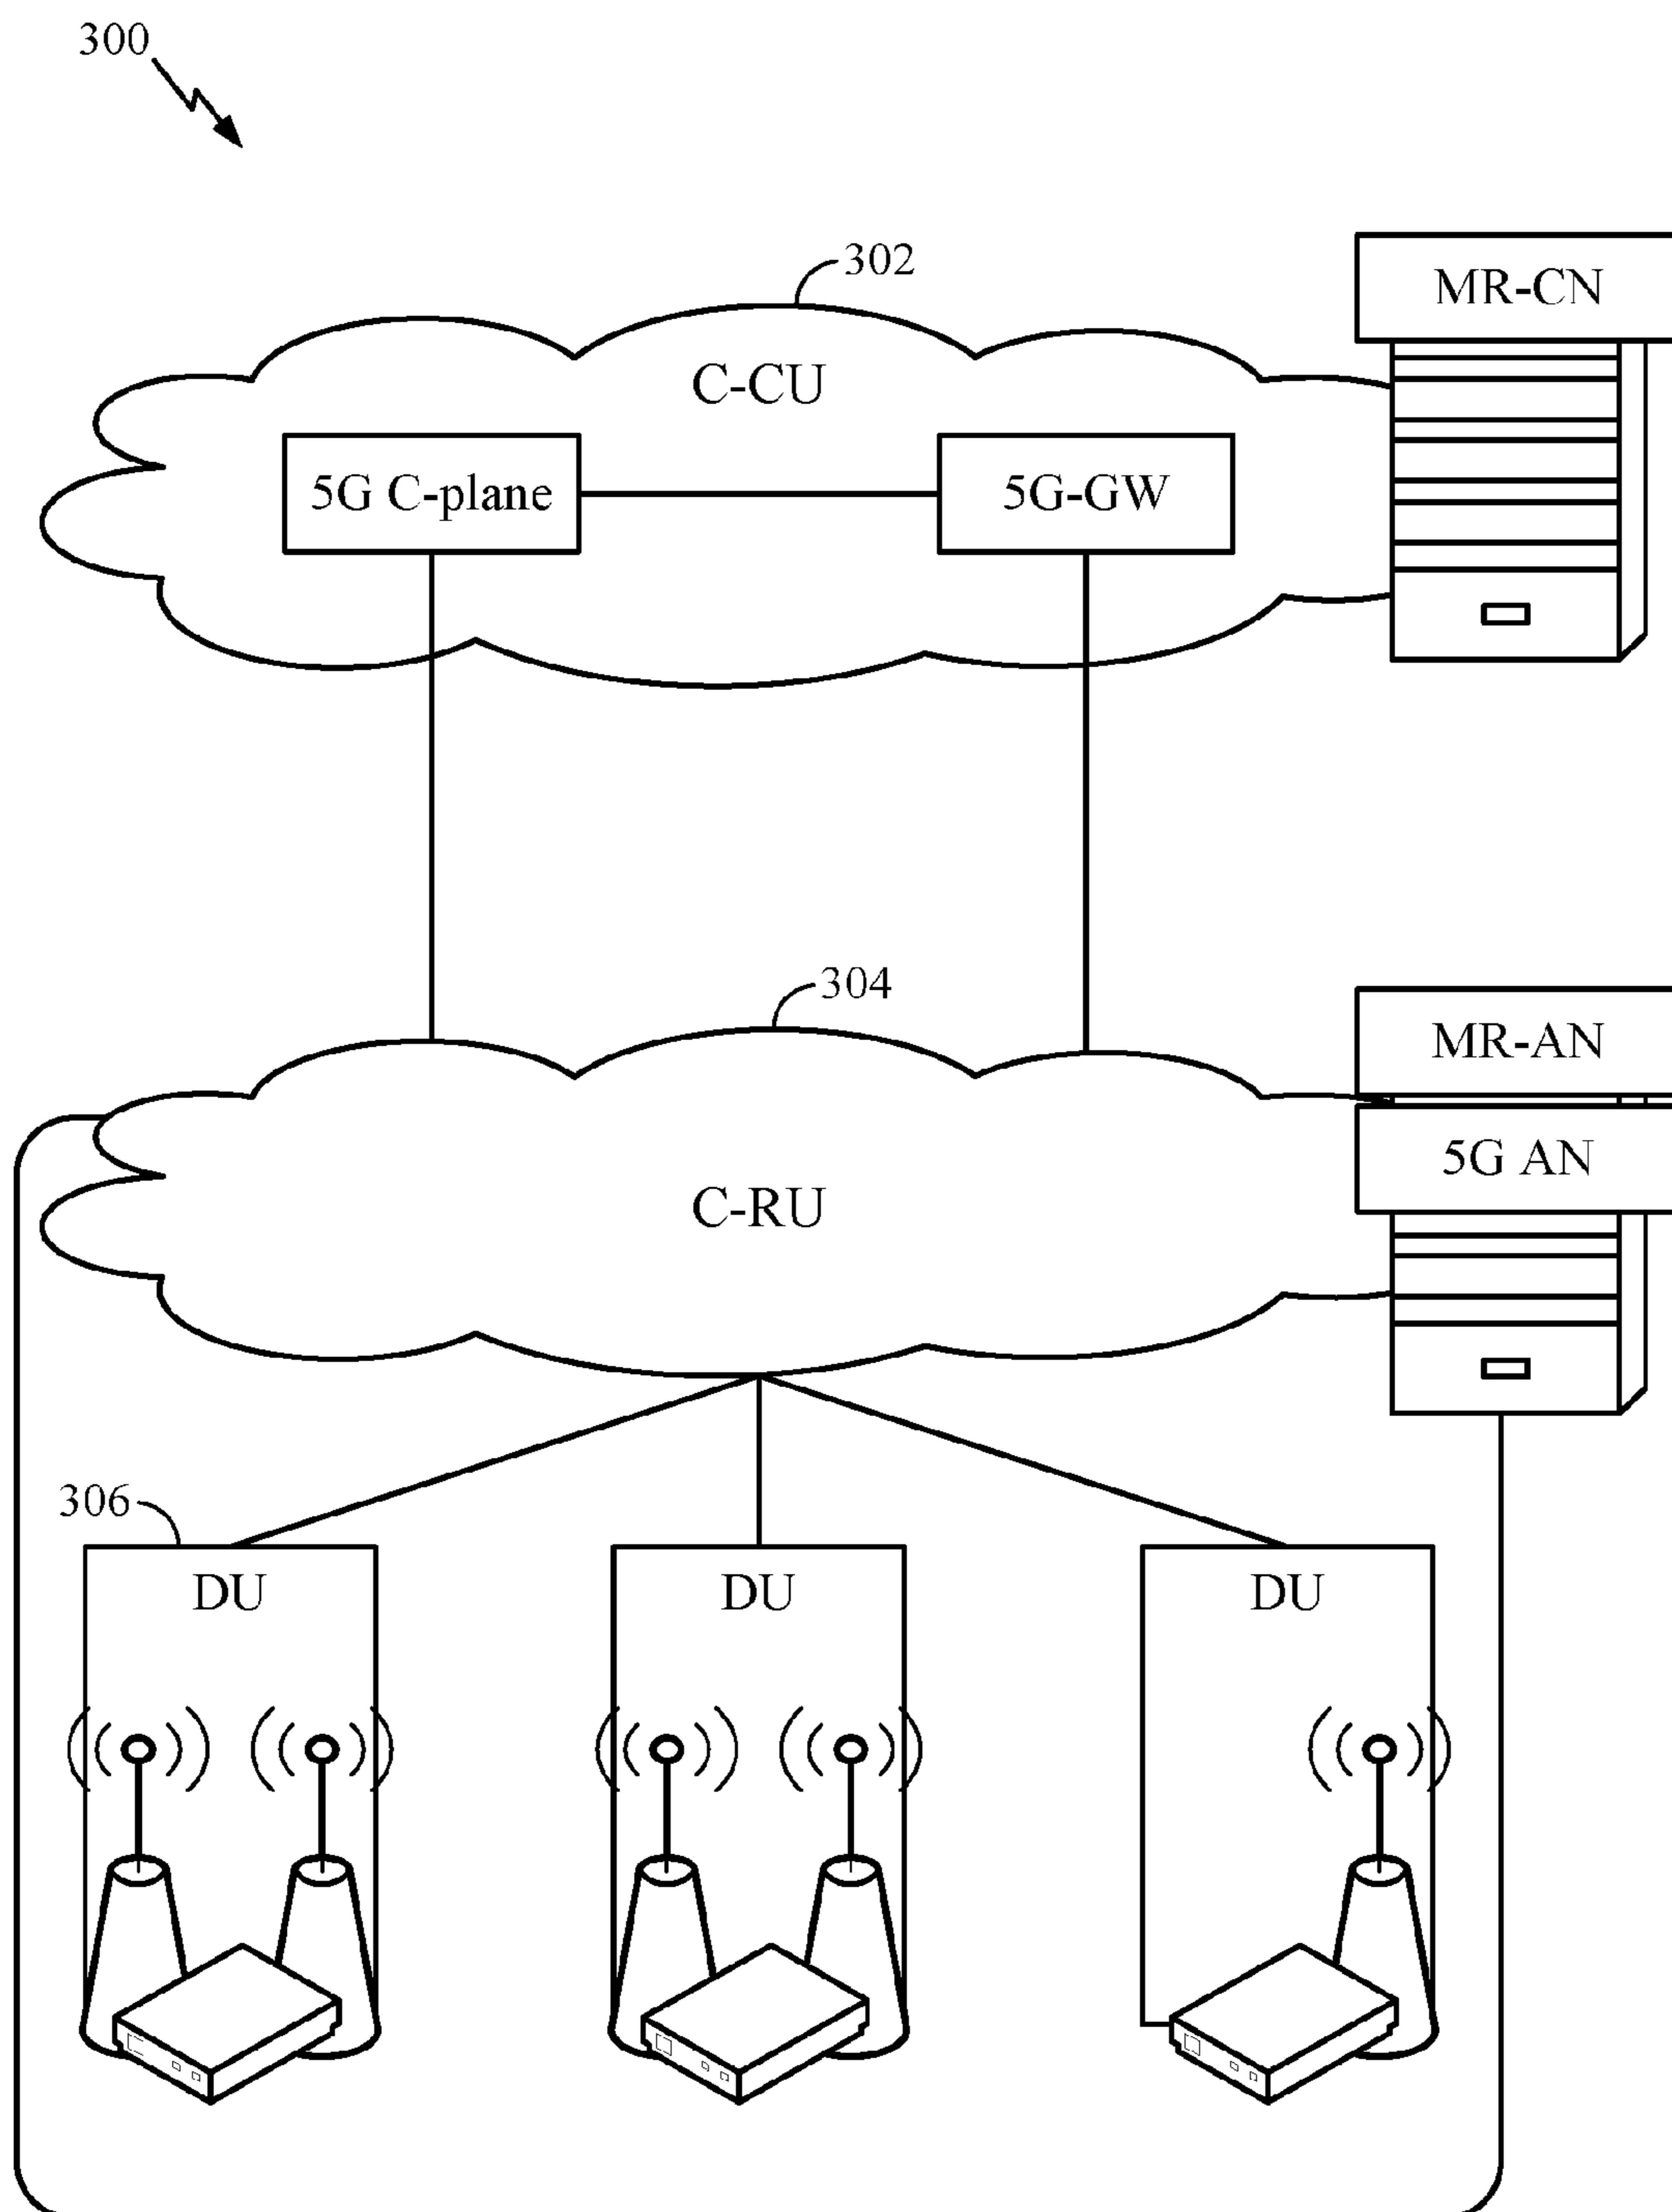 300
302
MR-CN
C-CU
5G C-plane
5G-GW
304
MR-AN
5G AN
C-RU
306
DU
DU
DU